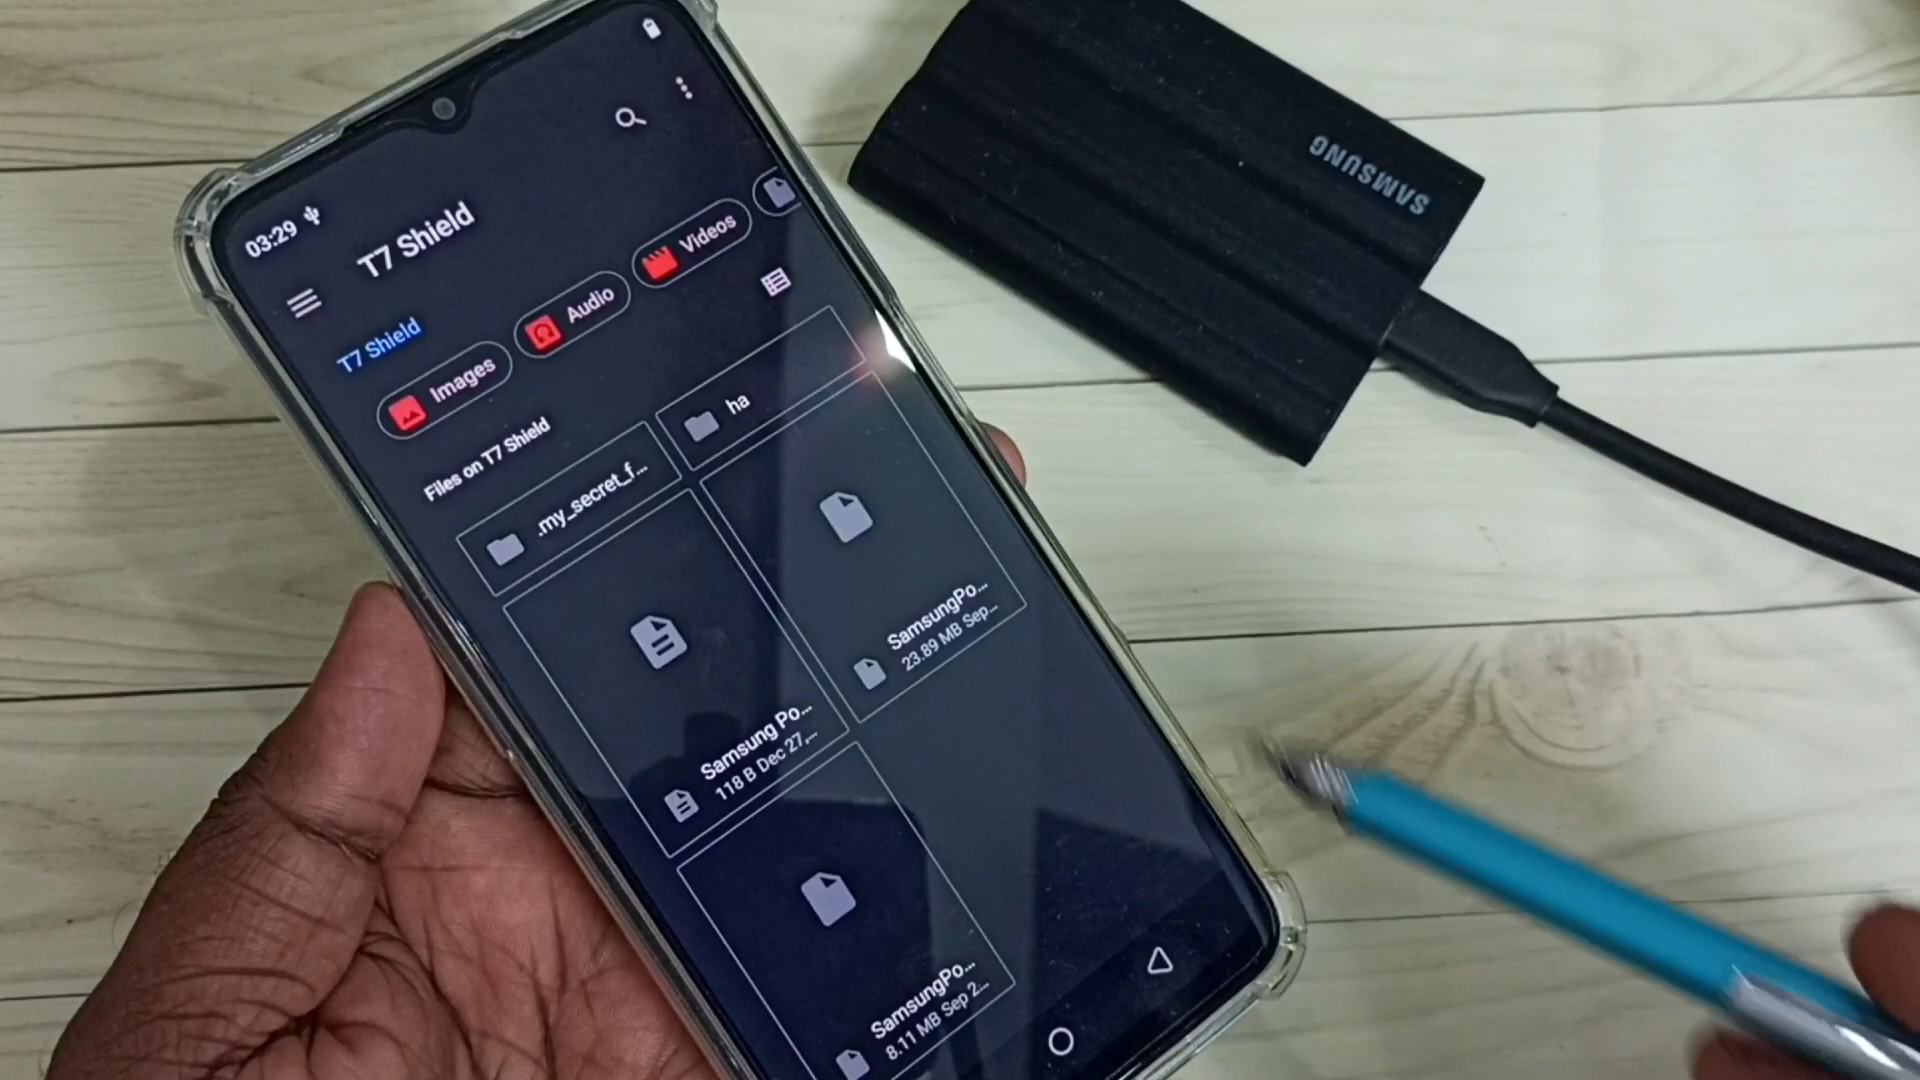 03:29
T7 Shield
T7 Shield
Images
Audio
Videos
Files on T7 Shield
.my_secret_f...
ha
Samsung Po...
118 B Dec 27,...
SamsungPo...
23.89 MB Sep...
SamsungPo...
8.11 MB Sep 2...
SAMSUNG